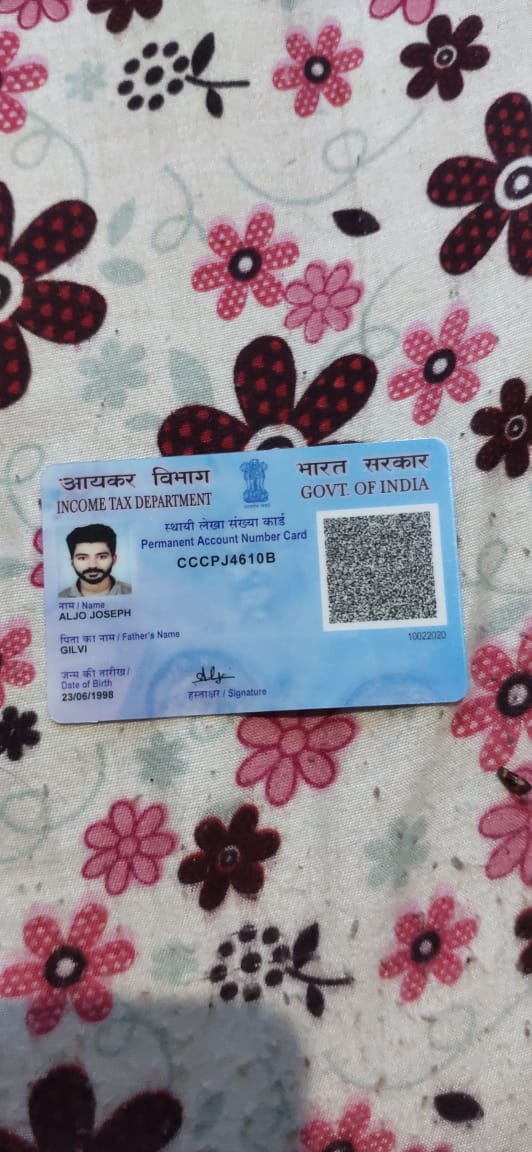 आयकर विभाग
INCOME TAX DEPARTMENT
भारत सरकार
GOVT. OF INDIA
स्थायी लेखा संख्या कार्ड
Permanent Account Number Card
CCCPJ4610B
नाम / Name
ALJO JOSEPH
पिता का नाम / Father's Name
GILVI
जन्म की तारीख /
Date of Birth
23/06/1998
Aljo
हस्ताक्षर / Signature
10022020